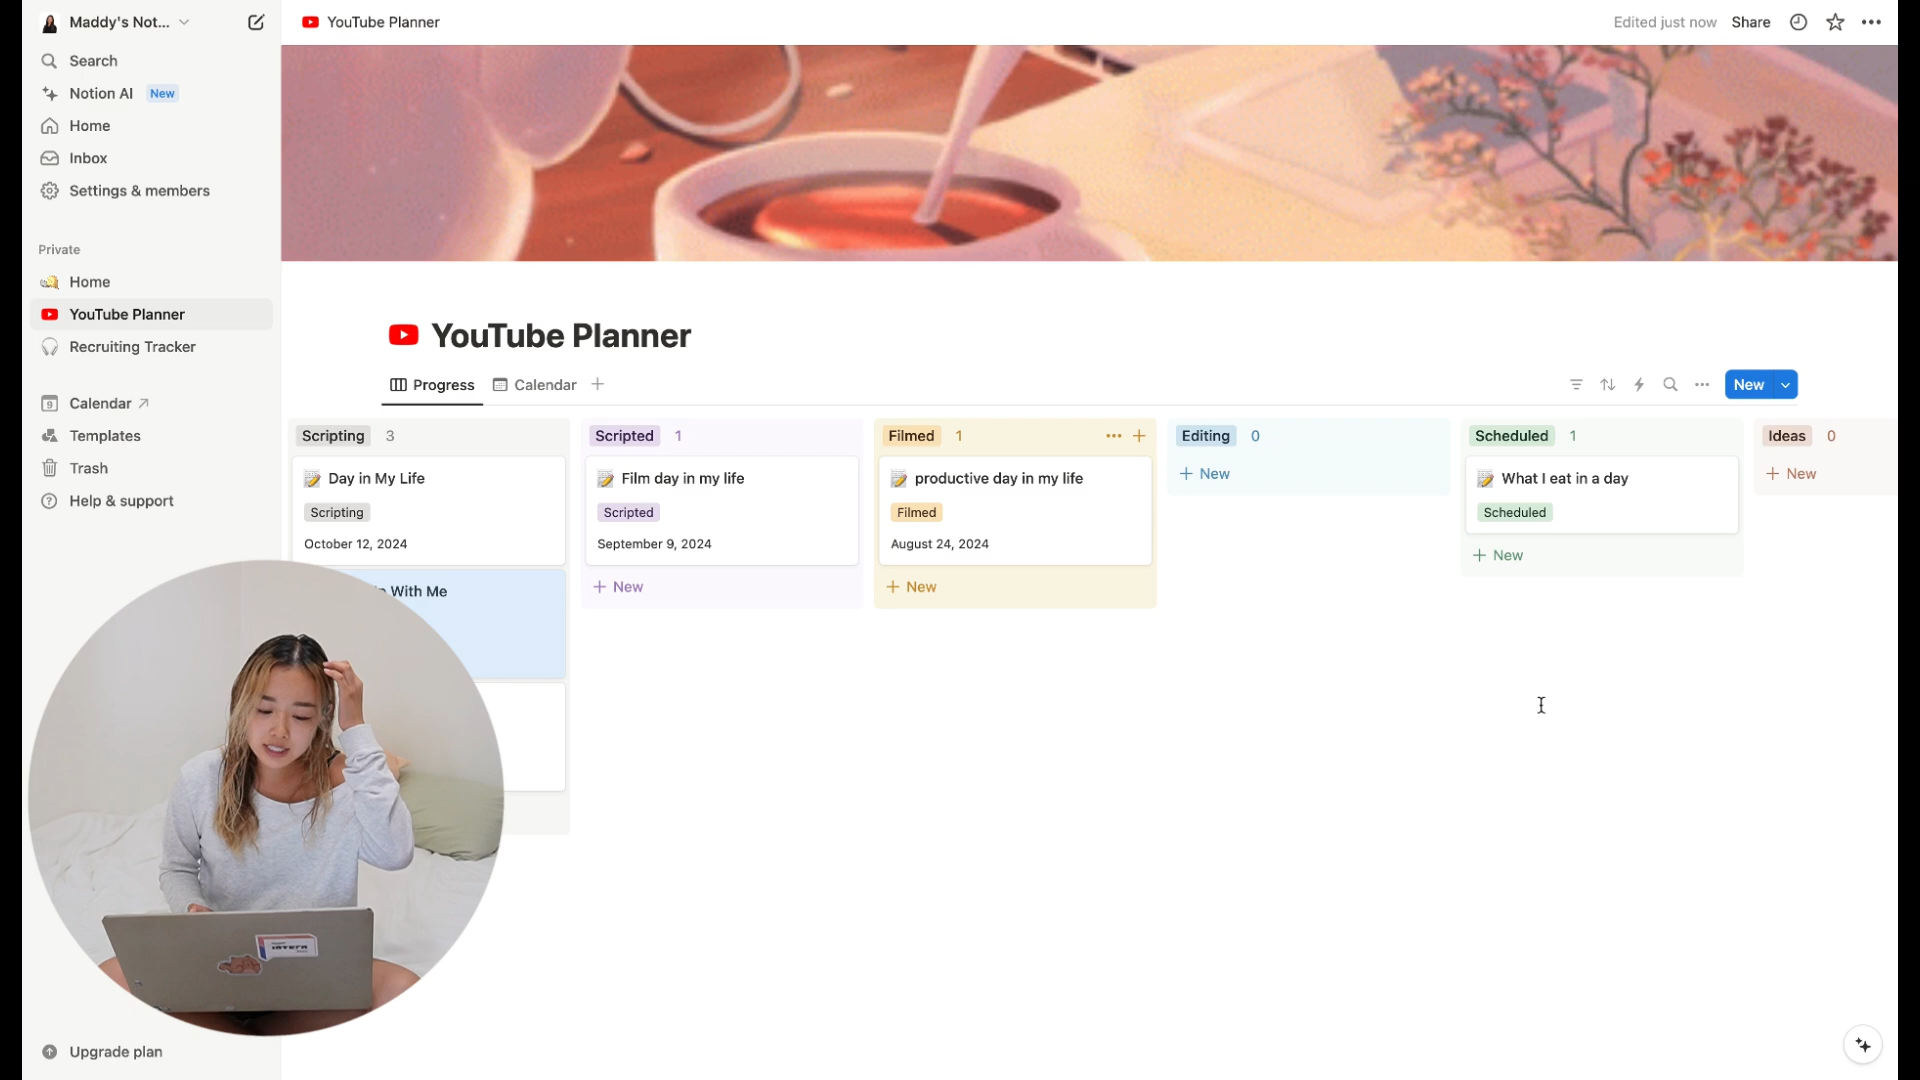 Maddy's Not...
Search
Notion AI New
Home
Inbox
Settings & members
Private
Home
YouTube Planner
Recruiting Tracker
9 Calendar
Templates
Trash
Help & support
Upgrade plan
YouTube Planner
Edited just now Share
YouTube Planner
Progress Calendar
New
Scripting 3
Day in My Life
Scripting
October 12, 2024
With Me
Scripted 1
Film day in my life
Scripted
September 9, 2024
+ New
Filmed 1
productive day in my life
Filmed
August 24, 2024
+ New
Editing 0
+ New
Scheduled 1
What I eat in a day
Scheduled
+ New
Ideas 0
+ New